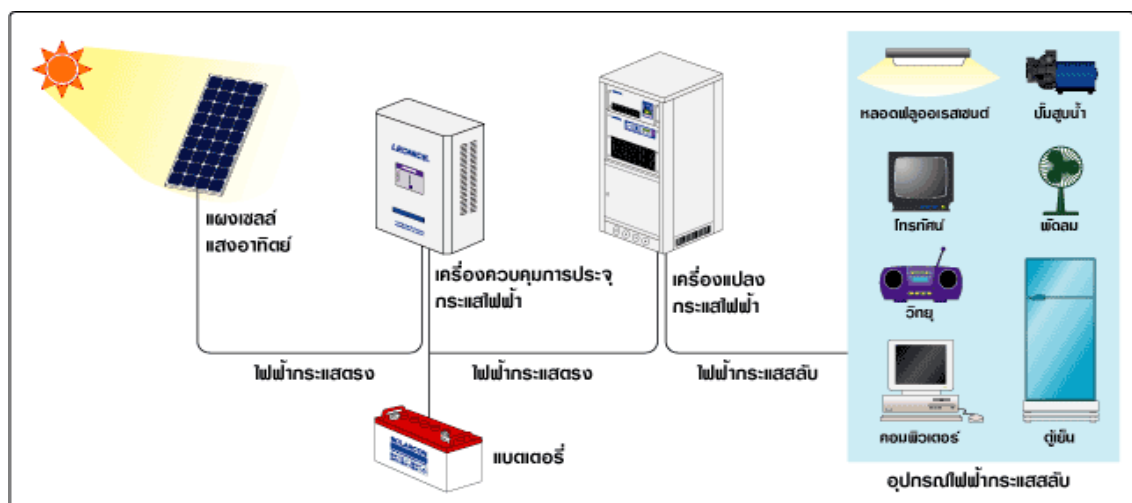 หลอดฟลูออเรสเซนต์
ปั๊มสูบน้ำ
แผงเซลล์
แสงอาทิตย์
โทรทัศน์
พัดลม
เครื่องควบคุมการประจุ
กระแสไฟฟ้า
เครื่องแปลง
กระแสไฟฟ้า
วิทยุ
ไฟฟ้ากระแสตรง
ไฟฟ้ากระแสตรง
ไฟฟ้ากระแสสลับ
คอมพิวเตอร์
ตู้เย็น
แบตเตอรี่
อุปกรณ์ไฟฟ้ากระแสสลับ